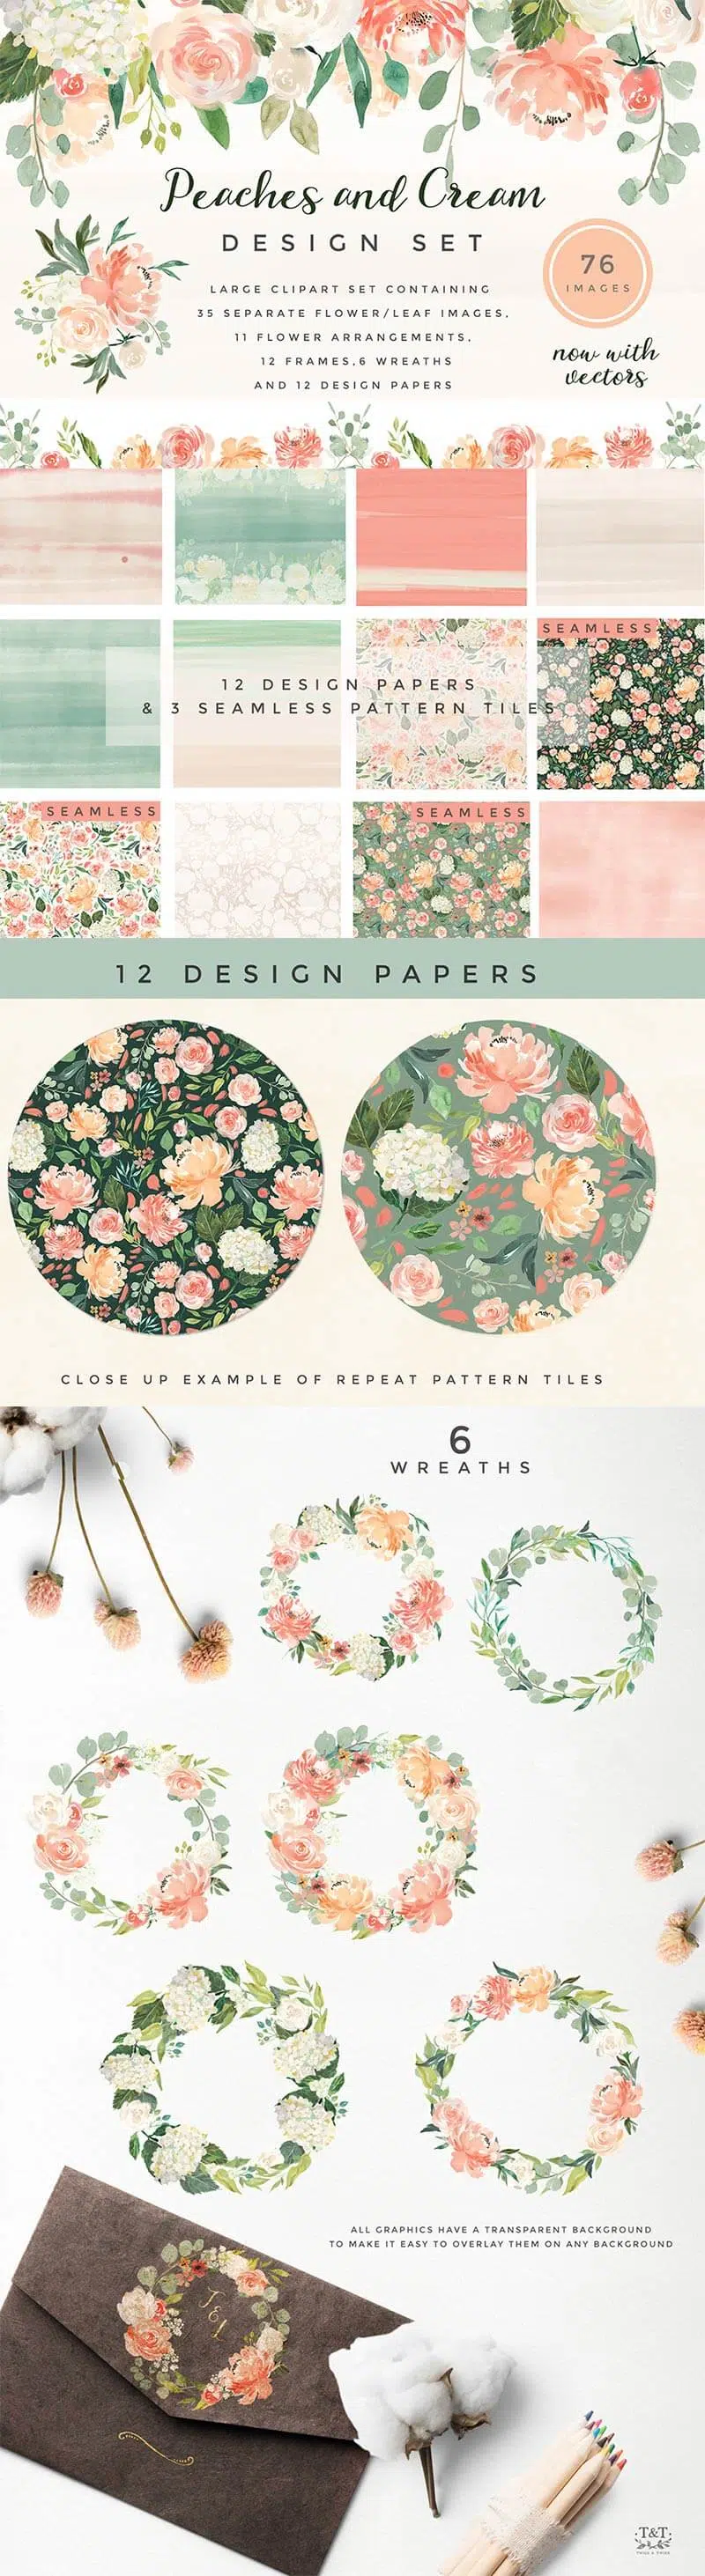 Peaches and Cream
DESIGN SET
LARGE CLIPART SET CONTAINING
35 SEPARATE FLOWER/LEAF IMAGES,
11 FLOWER ARRANGEMENTS,
12 FRAMES,6 WREATHS
AND 12 DESIGN PAPERS
76
IMAGES
now with
vectors
SEAMLESS
12 DESIGN PAPERS
& 3 SEAMLESS PATTERN TILES
SEAMLESS
SEAMLESS
12 DESIGN PAPERS
CLOSE UP EXAMPLE OF REPEAT PATTERN TILES
6
WREATHS
ALL GRAPHICS HAVE A TRANSPARENT BACKGROUND
TO MAKE IT EASY TO OVERLAY THEM ON ANY BACKGROUND
T&T